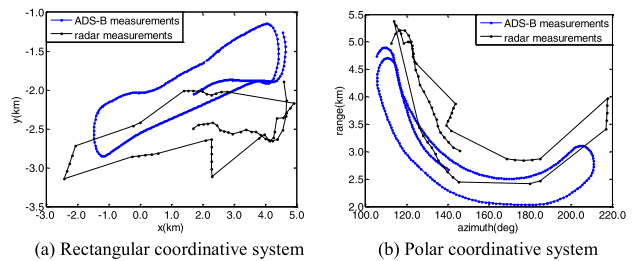 ADS-B measurements
radar measurements
-1.0
-1.5
-2.0
-2.5
-3.0
-3.5
y(km)
-3.0 -2.0 -1.0 0.0 1.0 2.0 3.0 4.0 5.0
x(km)
(a) Rectangular coordinative system
ADS-B measurements
radar measurements
5.5
5.0
4.5
4.0
3.5
3.0
2.5
2.0
range(km)
100.0 120.0 140.0 160.0 180.0 200.0 220.0
azimuth(deg)
(b) Polar coordinative system